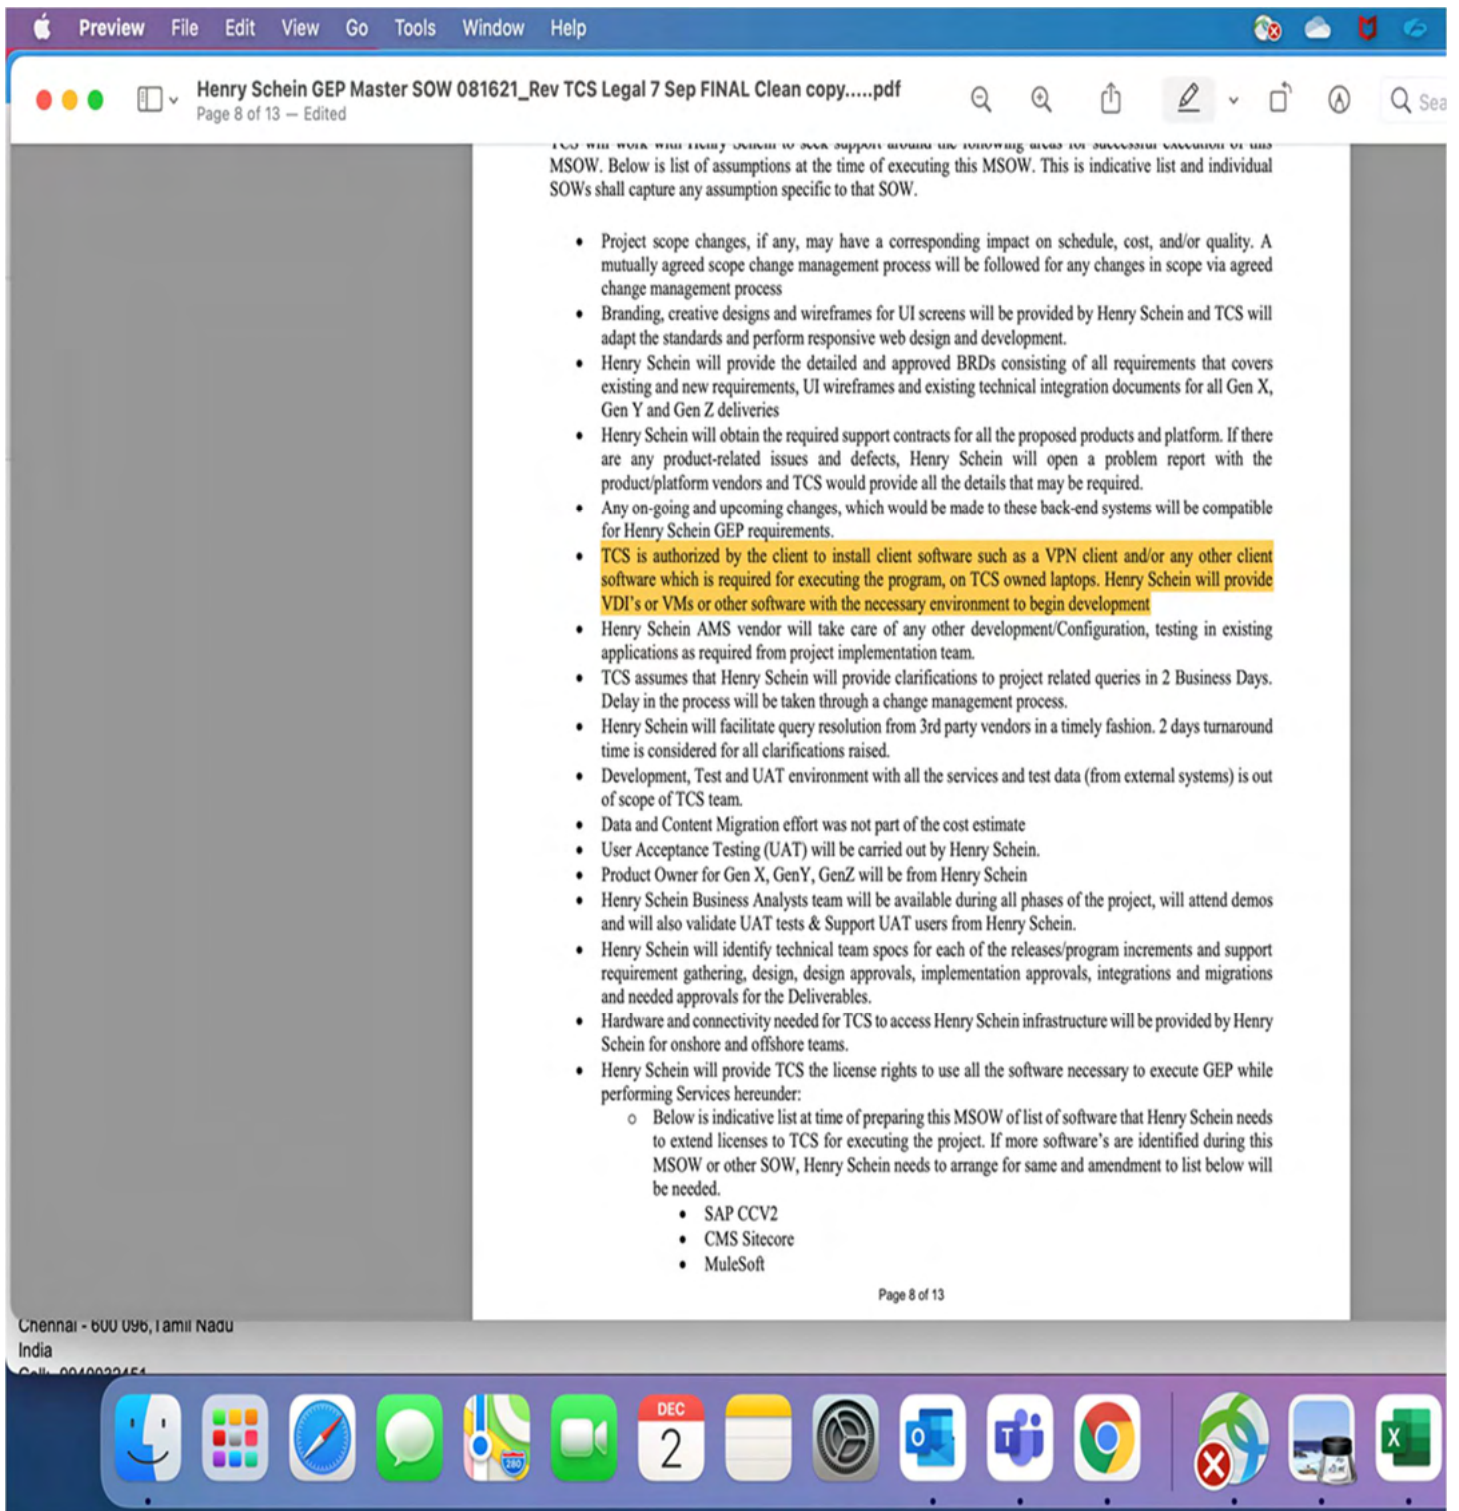 Preview File Edit View Go Tools Window Help
Henry Schein GEP Master SOW 081621_Rev TCS Legal 7 Sep FINAL Clean copy.....pdf
Page 8 of 13 — Edited
Sea
TCS will work with Henry Schein to seek support around the following areas for successful execution of this
MSOW. Below is list of assumptions at the time of executing this MSOW. This is indicative list and individual
SOWs shall capture any assumption specific to that SOW.
• Project scope changes, if any, may have a corresponding impact on schedule, cost, and/or quality. A
mutually agreed scope change management process will be followed for any changes in scope via agreed
change management process
• Branding, creative designs and wireframes for UI screens will be provided by Henry Schein and TCS will
adapt the standards and perform responsive web design and development.
• Henry Schein will provide the detailed and approved BRDs consisting of all requirements that covers
existing and new requirements, UI wireframes and existing technical integration documents for all Gen X,
Gen Y and Gen Z deliveries
• Henry Schein will obtain the required support contracts for all the proposed products and platform. If there
are any product-related issues and defects, Henry Schein will open a problem report with the
product/platform vendors and TCS would provide all the details that may be required.
• Any on-going and upcoming changes, which would be made to these back-end systems will be compatible
for Henry Schein GEP requirements.
• TCS is authorized by the client to install client software such as a VPN client and/or any other client
software which is required for executing the program, on TCS owned laptops. Henry Schein will provide
VDI's or VMs or other software with the necessary environment to begin development
• Henry Schein AMS vendor will take care of any other development/Configuration, testing in existing
applications as required from project implementation team.
• TCS assumes that Henry Schein will provide clarifications to project related queries in 2 Business Days.
Delay in the process will be taken through a change management process.
• Henry Schein will facilitate query resolution from 3rd party vendors in a timely fashion. 2 days turnaround
time is considered for all clarifications raised.
• Development, Test and UAT environment with all the services and test data (from external systems) is out
of scope of TCS team.
• Data and Content Migration effort was not part of the cost estimate
• User Acceptance Testing (UAT) will be carried out by Henry Schein.
• Product Owner for Gen X, GenY, GenZ will be from Henry Schein
• Henry Schein Business Analysts team will be available during all phases of the project, will attend demos
and will also validate UAT tests & Support UAT users from Henry Schein.
• Henry Schein will identify technical team spocs for each of the releases/program increments and support
requirement gathering, design, design approvals, implementation approvals, integrations and migrations
and needed approvals for the Deliverables.
• Hardware and connectivity needed for TCS to access Henry Schein infrastructure will be provided by Henry
Schein for onshore and offshore teams.
• Henry Schein will provide TCS the license rights to use all the software necessary to execute GEP while
performing Services hereunder:
o Below is indicative list at time of preparing this MSOW of list of software that Henry Schein needs
to extend licenses to TCS for executing the project. If more software's are identified during this
MSOW or other SOW, Henry Schein needs to arrange for same and amendment to list below will
be needed.
• SAP CCV2
• CMS Sitecore
• MuleSoft
Page 8 of 13
Chennai - 600 096,Tamil Nadu
India
DEC
2
280